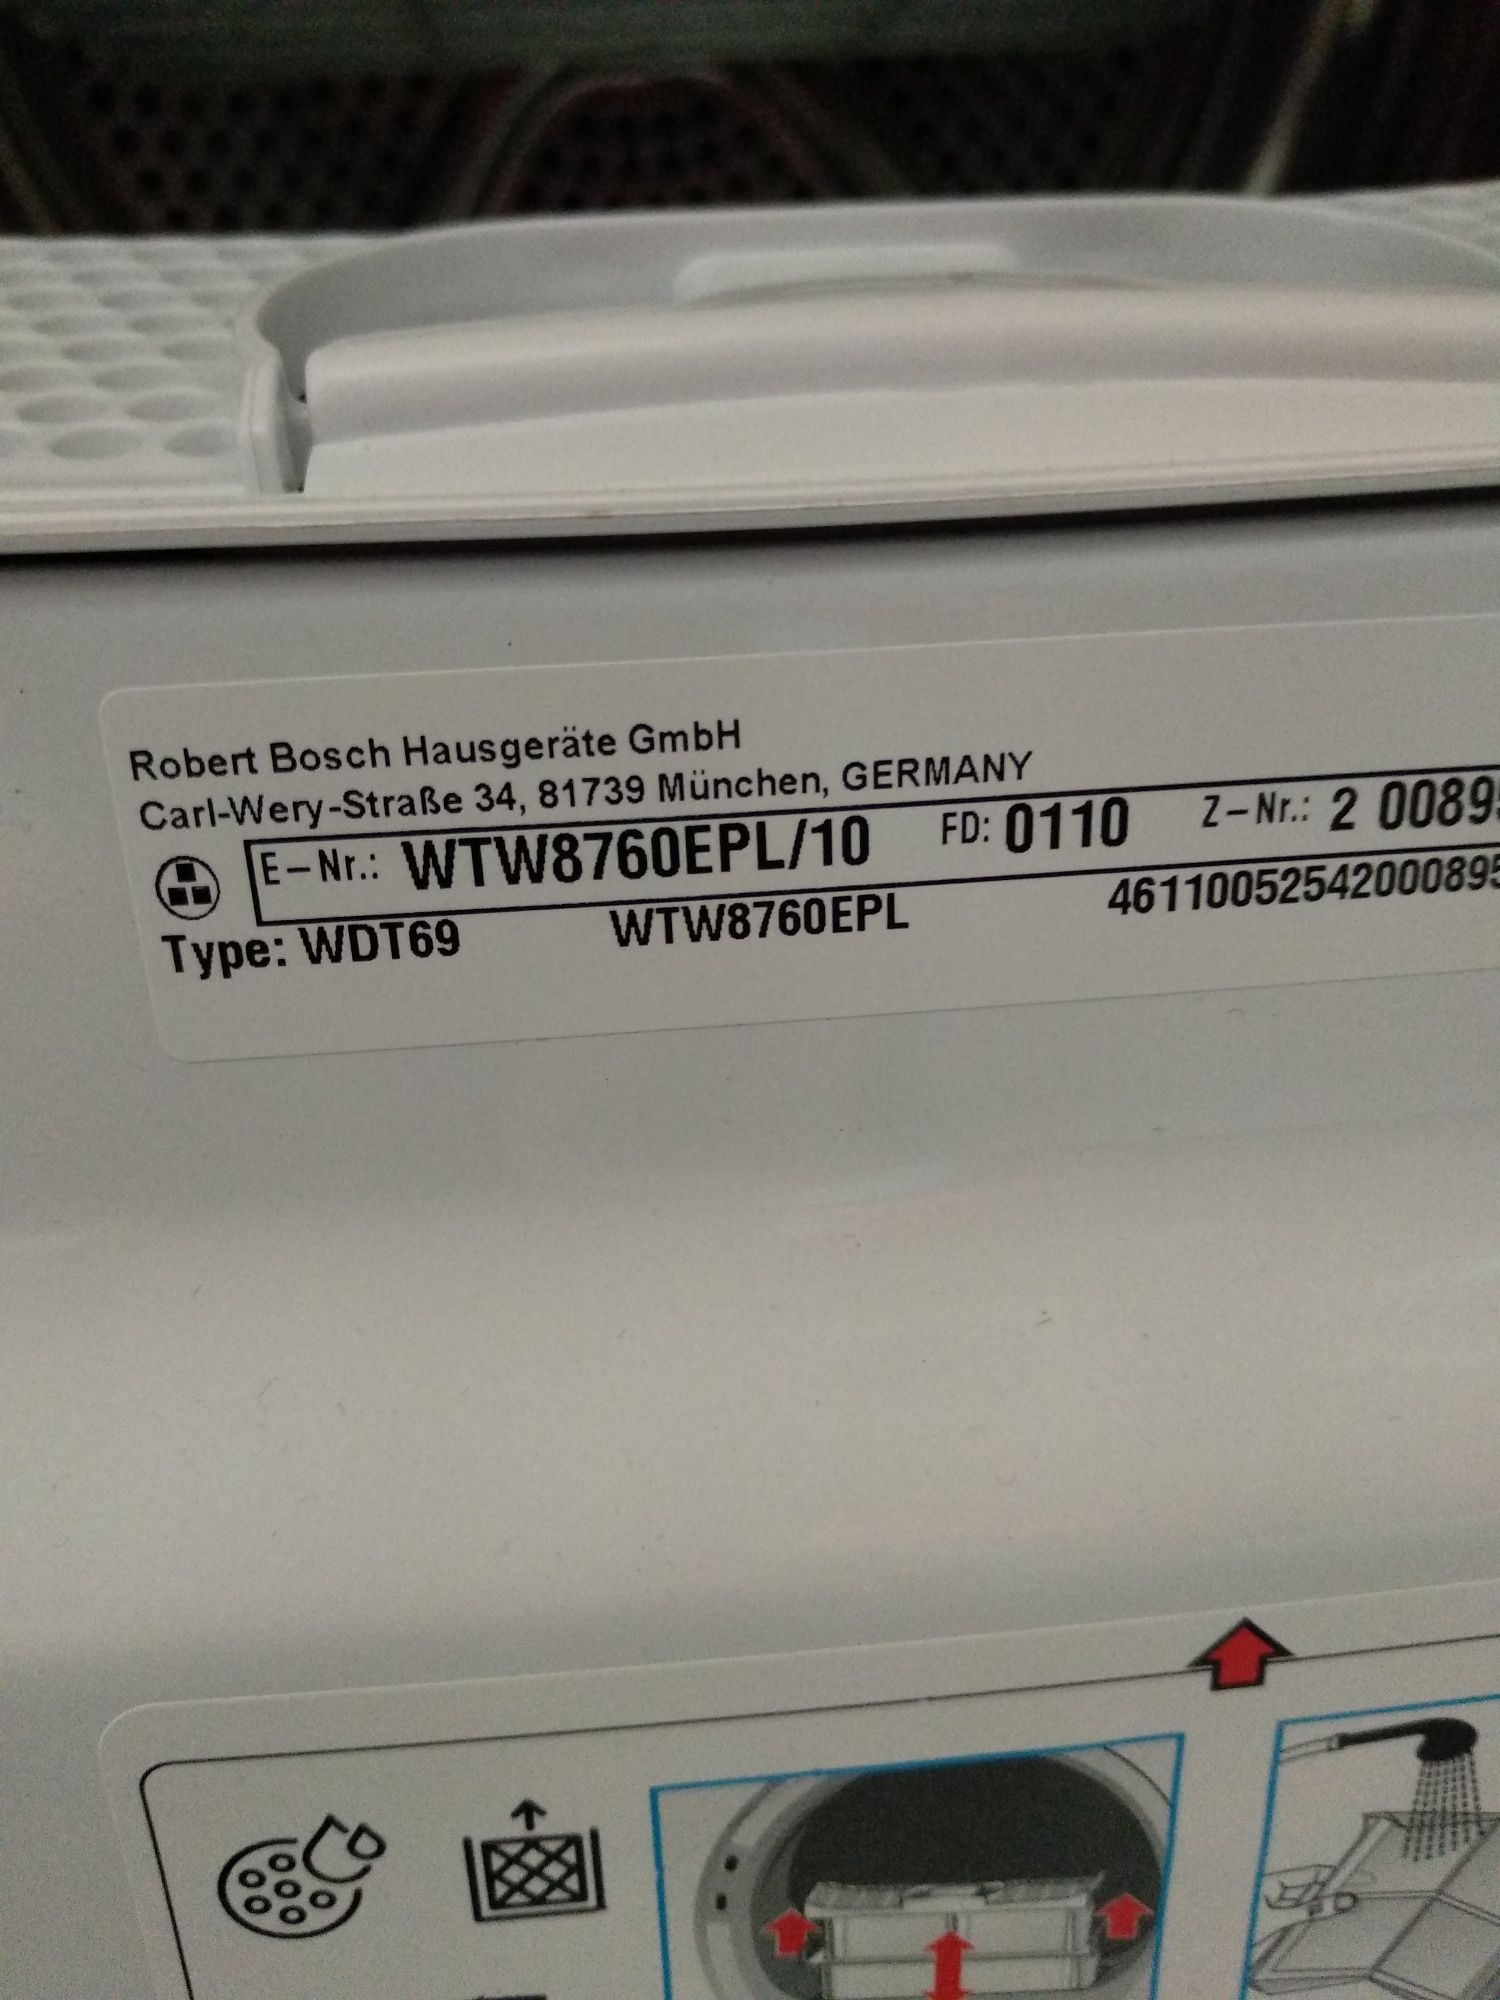 Robert Bosch Hausgeräte GmbH
Carl-Wery-Straße 34, 81739 München, GERMANY
E-Nr.: WTW8760EPL/10 FD: 0110 Z-Nr.: 2 0089
Type: WDT69 WTW8760EPL 46110052542000895